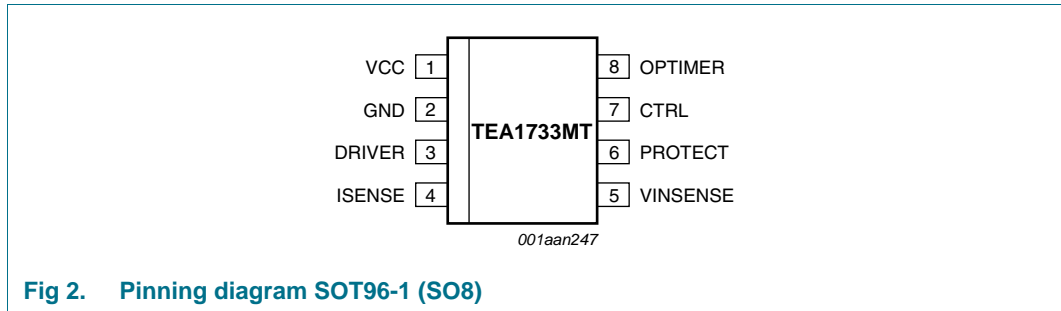 VCC 1 8 OPTIMER
GND 2 7 CTRL
TEA1733MT
DRIVER 3 6 PROTECT
ISENSE 4 5 VINSENSE
001aan247
Fig 2. Pinning diagram SOT96-1 (SO8)